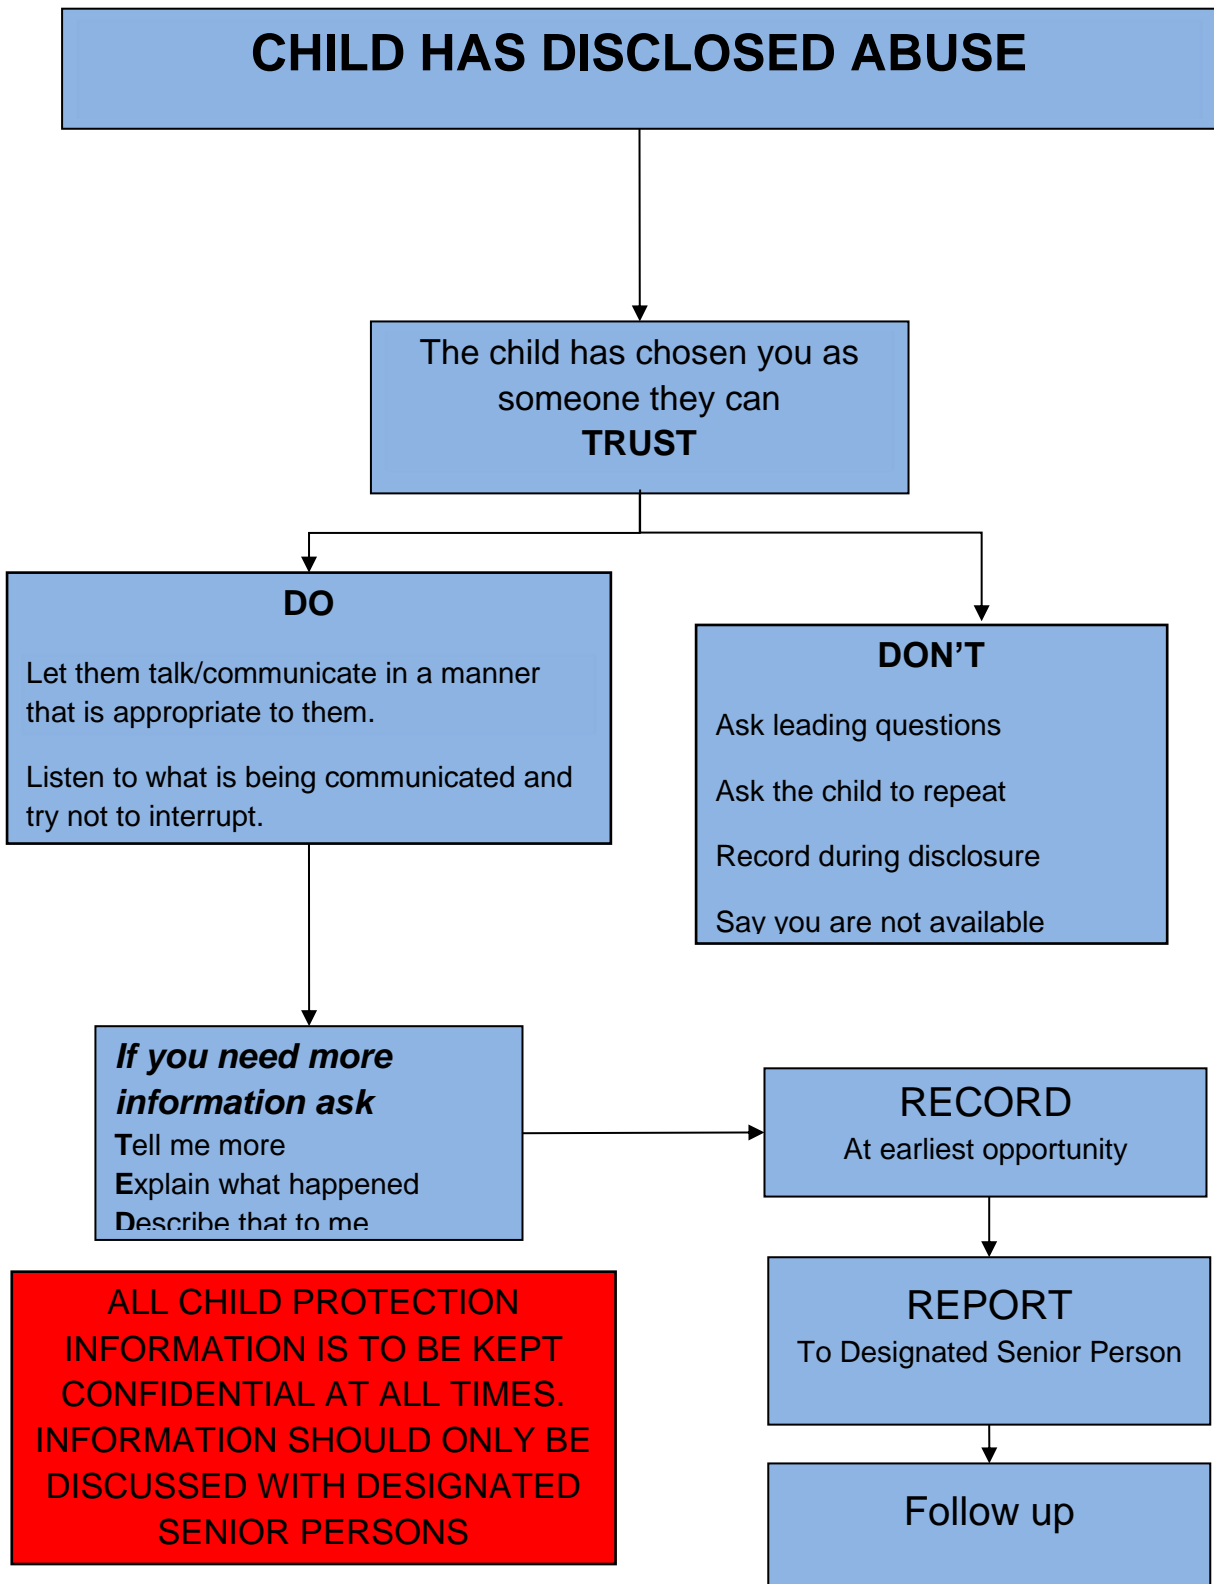 CHILD HAS DISCLOSED ABUSE
The child has chosen you as
someone they can
TRUST
DO
Let them talk/communicate in a manner
that is appropriate to them.
Listen to what is being communicated and
try not to interrupt.
DON'T
Ask leading questions
Ask the child to repeat
Record during disclosure
Say you are not available
If you need more
information ask
Tell me more
Explain what happened
Describe that to me
RECORD
At earliest opportunity
REPORT
To Designated Senior Person
ALL CHILD PROTECTION
INFORMATION IS TO BE KEPT
CONFIDENTIAL AT ALL TIMES.
INFORMATION SHOULD ONLY BE
DISCUSSED WITH DESIGNATED
SENIOR PERSONS
Follow up